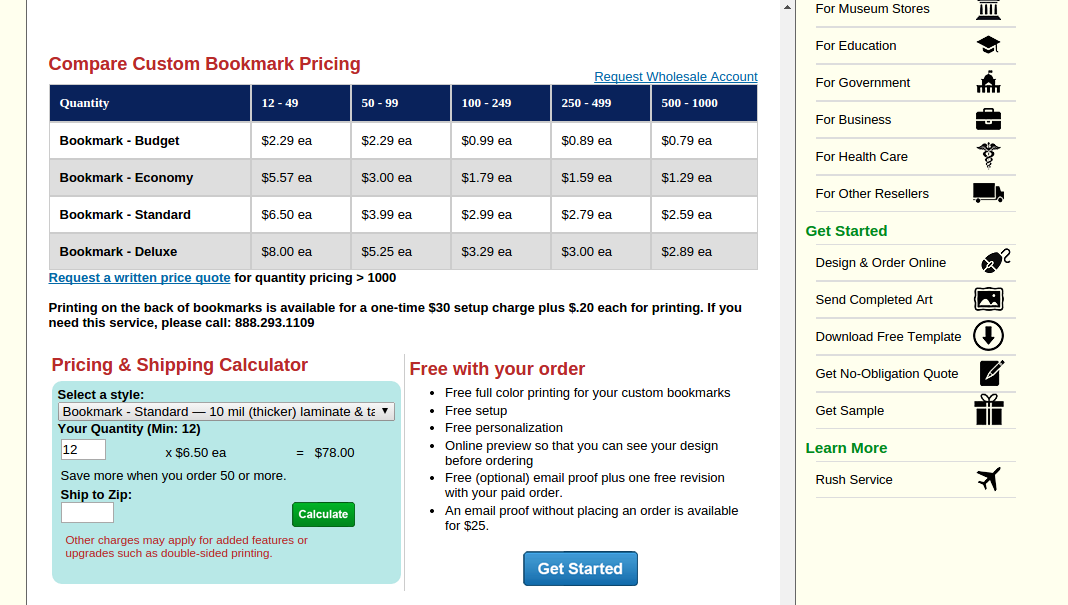 Compare Custom Bookmark Pricing
Request Wholesale Account
Quantity 12 - 49 50 - 99 100 - 249 250 - 499 500 - 1000
Bookmark - Budget $2.29 ea $2.29 ea $0.99 ea $0.89 ea $0.79 ea
Bookmark - Economy $5.57 ea $3.00 ea $1.79 ea $1.59 ea $1.29 ea
Bookmark - Standard $6.50 ea $3.99 ea $2.99 ea $2.79 ea $2.59 ea
Bookmark - Deluxe $8.00 ea $5.25 ea $3.29 ea $3.00 ea $2.89 ea
Request a written price quote for quantity pricing > 1000
Printing on the back of bookmarks is available for a one-time $30 setup charge plus $.20 each for printing. If you
need this service, please call: 888.293.1109
Pricing & Shipping Calculator
Select a style:
Bookmark - Standard — 10 mil (thicker) laminate & ta
Your Quantity (Min: 12)
12 x $6.50 ea = $78.00
Save more when you order 50 or more.
Ship to Zip:
Calculate
Other charges may apply for added features or
upgrades such as double-sided printing.
Free with your order
Free full color printing for your custom bookmarks
Free setup
Free personalization
Online preview so that you can see your design
before ordering
Free (optional) email proof plus one free revision
with your paid order.
An email proof without placing an order is available
for $25.
Get Started
For Museum Stores
For Education
For Government
For Business
For Health Care
For Other Resellers
Get Started
Design & Order Online
Send Completed Art
Download Free Template
Get No-Obligation Quote
Get Sample
Learn More
Rush Service